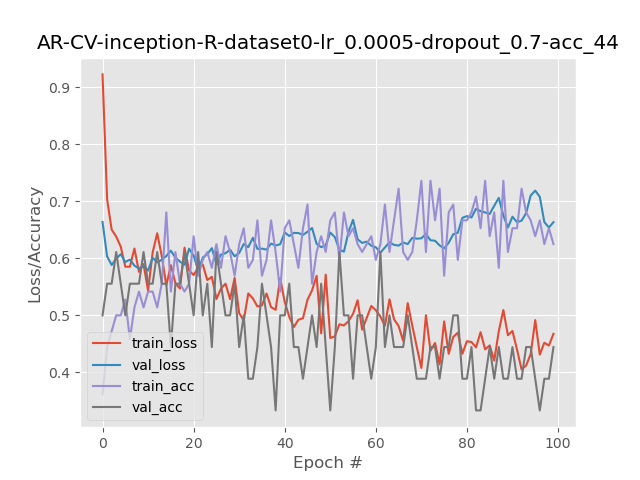 AR-CV-inception-R-dataset0-lr_0.0005-dropout_0.7-acc_44
Loss/Accuracy
0.9
0.8
0.7
0.6
0.5
0.4
train_loss
val_loss
train_acc
val_acc
0 20 40 60 80 100
Epoch #